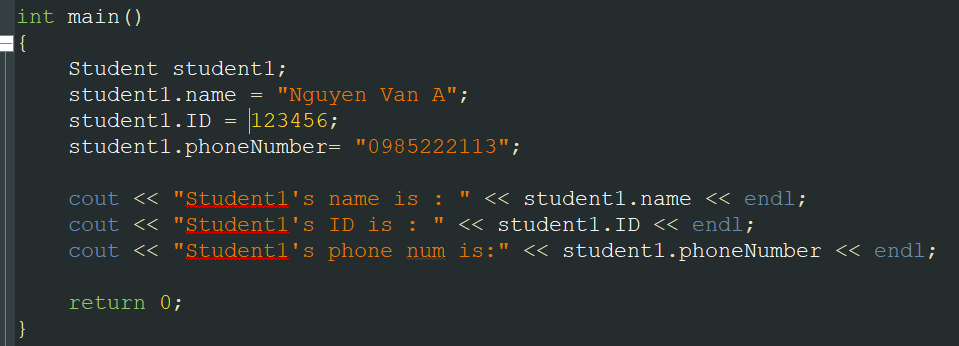 int main()
{
Student student1;
student1.name = "Nguyen Van A";
student1.ID = 123456;
student1.phoneNumber= "0985222113";
cout << "Student1's name is : " << student1.name << endl;
cout << "Student1's ID is : " << student1.ID << endl;
cout << "Student1's phone num is:" << student1.phoneNumber << endl;
return 0;
}